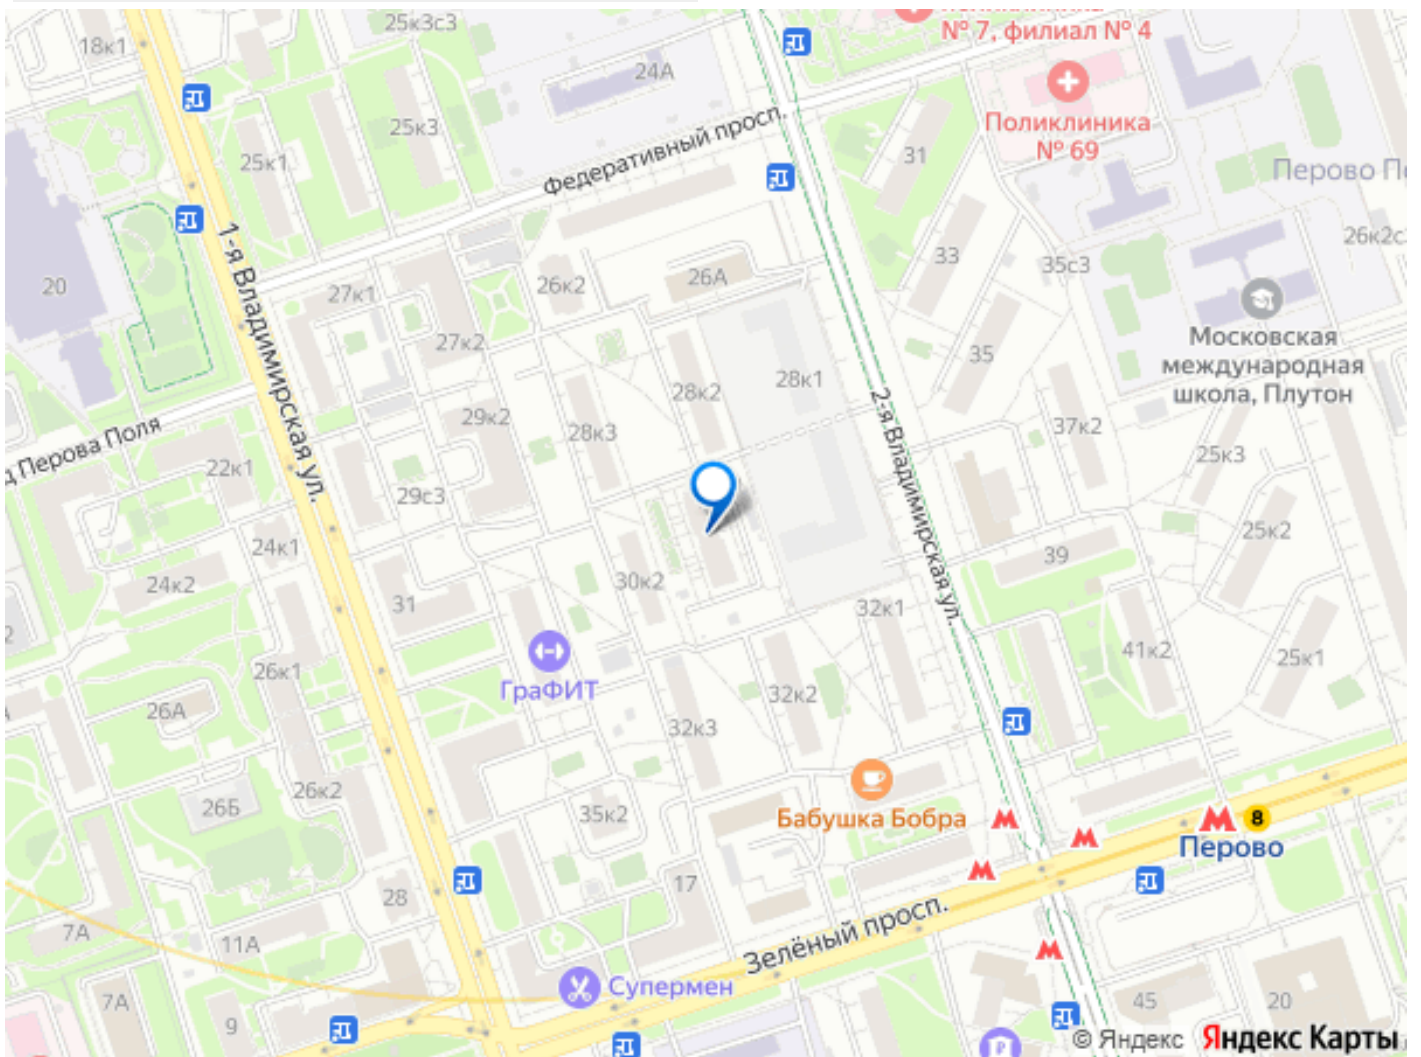 25к3с3
18к1
№ 7, филиал № 4
24А
25к3
Федеративный просп.
Поликлиника
№ 69
25к1
31
Перово
1-я Владимирская ул.
26к2с
20
27к1
26к2
26А
33
35с3
Московская
международная
школа, Плутон
27к2
28к2
28к1
35
2-я Владимирская ул.
Перова Поля
22к1
29к2
28к3
37к2
25к3
29с3
24к1
25к2
24к2
31
30к2
39
32к1
26к1
ГраФИТ
41к2
25к1
26А
32к3
32к2
26Б
26к2
35к2
Бабушка Бобра
8
Перово
28
17
7А
11А
Зелёный просп.
7А
9
Супермен
45
20
© Яндекс Яндекс Карты